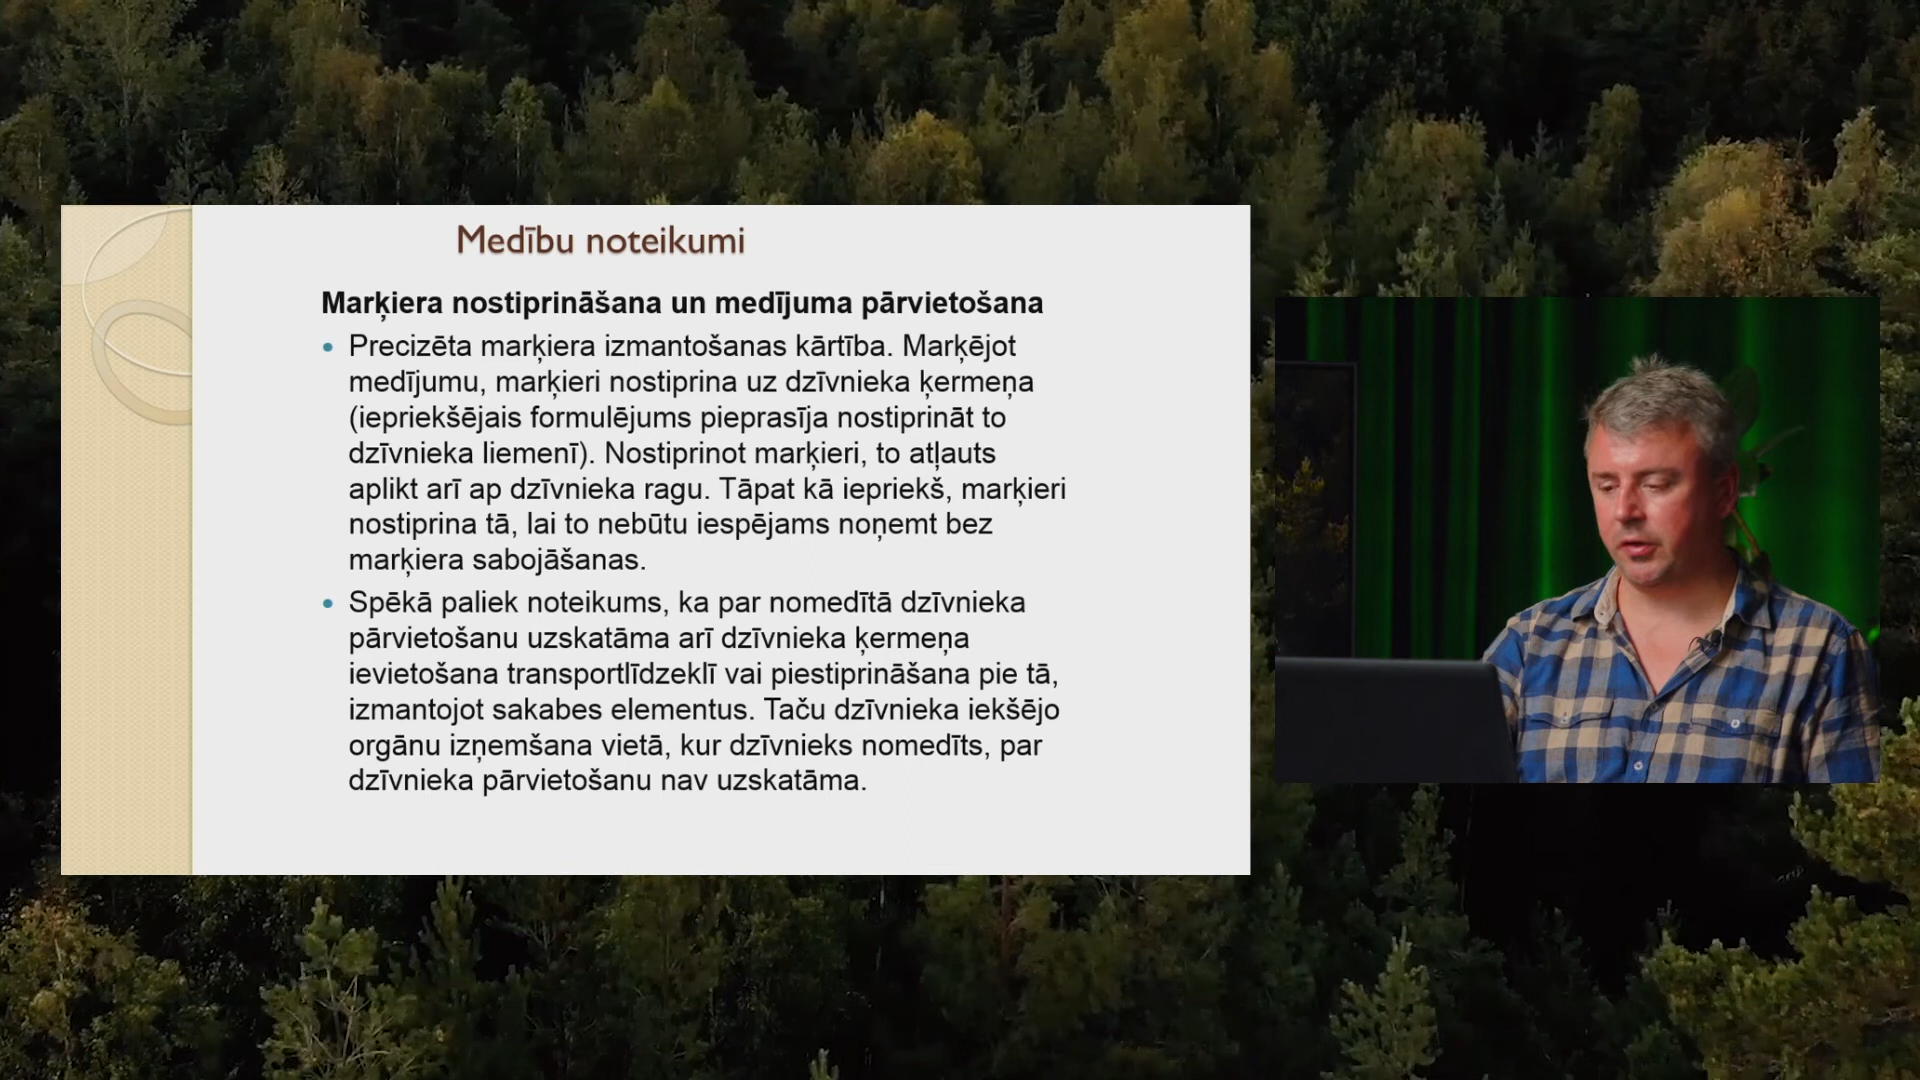 Medību noteikumi
Marķiera nostiprināšana un medījuma pārvietošana
• Precizēta marķiera izmantošanas kārtība. Marķējot
medījumu, marķieri nostiprina uz dzīvnieka ķermeņa
(iepriekšējais formulējums pieprasīja nostiprināt to
dzīvnieka liemenī). Nostiprinot marķieri, to atļauts
aplikt arī ap dzīvnieka ragu. Tāpat kā iepriekš, marķieri
nostiprina tā, lai to nebūtu iespējams noņemt bez
marķiera sabojāšanas.
• Spēkā paliek noteikums, ka par nomedītā dzīvnieka
pārvietošanu uzskatāma arī dzīvnieka ķermeņa
ievietošana transportlīdzeklī vai piestiprināšana pie tā,
izmantojot sakabes elementus. Taču dzīvnieka iekšējo
orgānu izņemšana vietā, kur dzīvnieks nomedīts, par
dzīvnieka pārvietošanu nav uzskatāma.